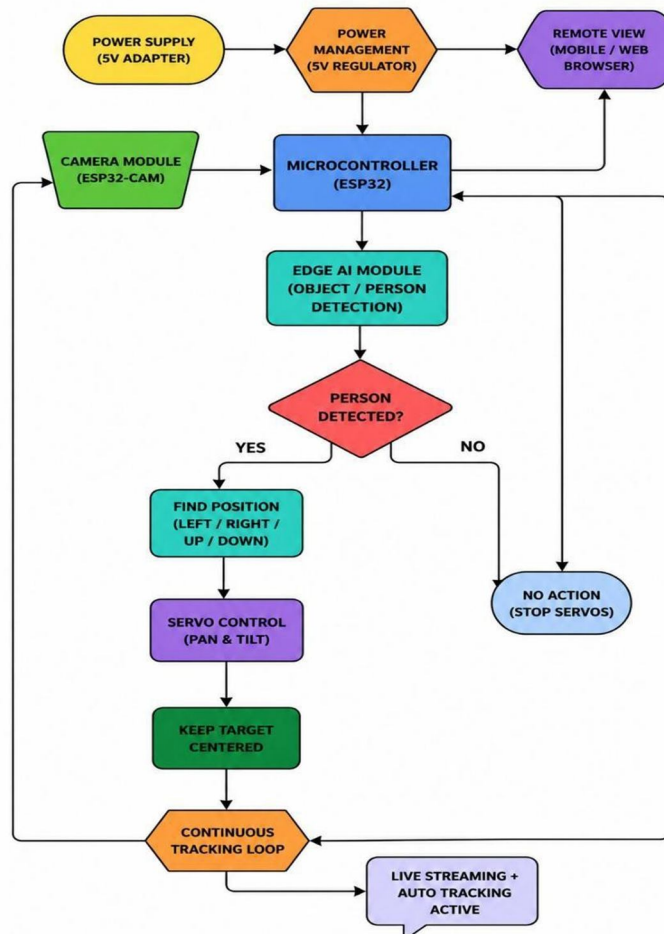 POWER SUPPLY
(5V ADAPTER)
POWER
MANAGEMENT
(5V REGULATOR)
REMOTE VIEW
(MOBILE / WEB
BROWSER)
CAMERA MODULE
(ESP32-CAM)
MICROCONTROLLER
(ESP32)
EDGE AI MODULE
(OBJECT / PERSON
DETECTION)
PERSON
DETECTED?
YES
NO
FIND POSITION
(LEFT / RIGHT /
UP / DOWN)
NO ACTION
(STOP SERVOS)
SERVO CONTROL
(PAN & TILT)
KEEP TARGET
CENTERED
CONTINUOUS
TRACKING LOOP
LIVE STREAMING +
AUTO TRACKING
ACTIVE